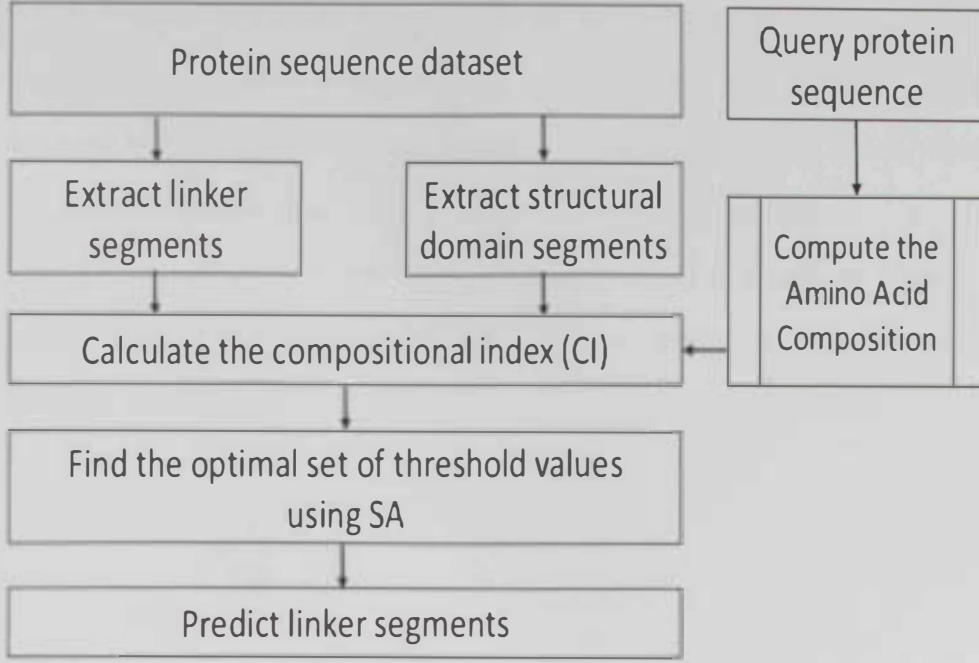 Protein sequence dataset
Query protein
sequence
Extract linker
segments
Extract structural
domain segments
Compute the
Amino Acid
Composition
Calculate the compositional index (CI)
Find the optimal set of threshold values
using SA
Predict linker segments